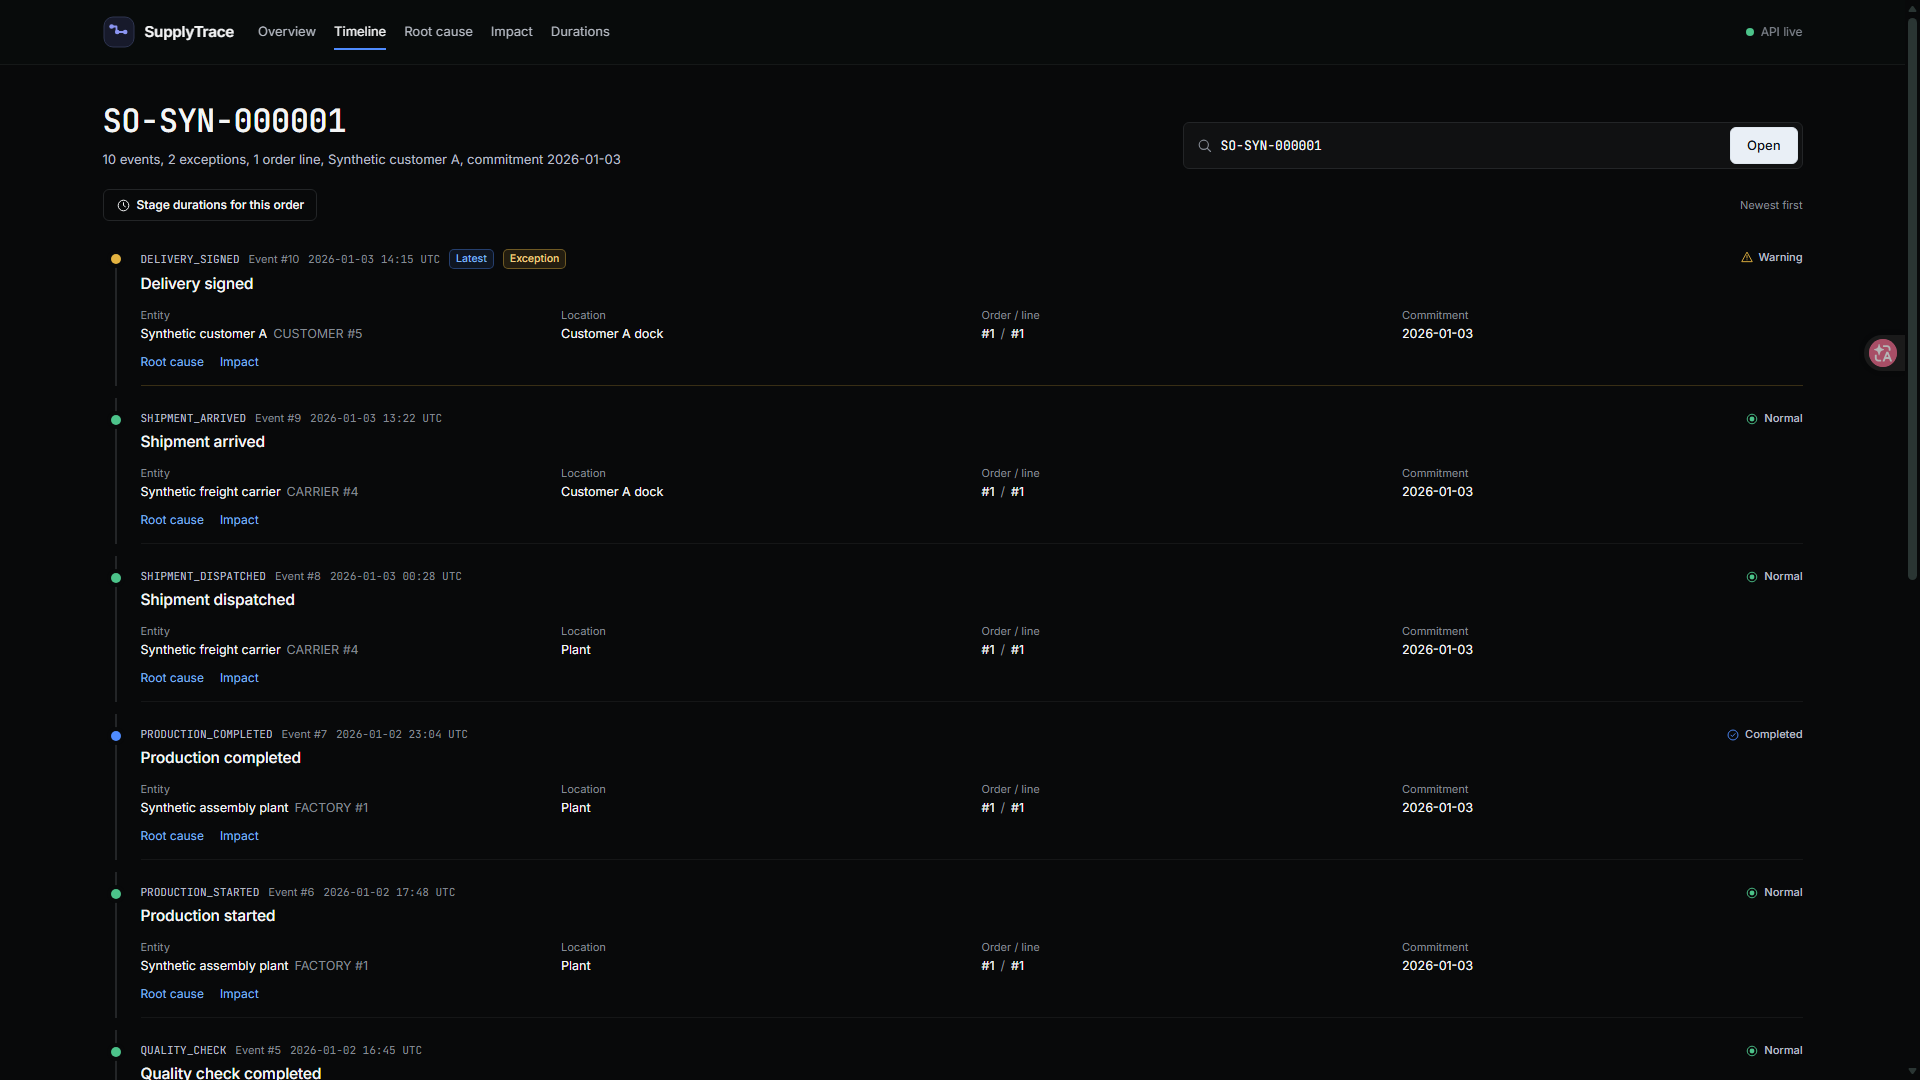 SupplyTrace Overview Timeline Root cause Impact Durations API live
SO-SYN-000001
10 events, 2 exceptions, 1 order line, Synthetic customer A, commitment 2026-01-03
SO-SYN-000001 Open
Stage durations for this order Newest first
DELIVERY_SIGNED Event #10 2026-01-03 14:15 UTC Latest Exception Warning
Delivery signed
Entity Location Order / line Commitment
Synthetic customer A CUSTOMER #5 Customer A dock #1 / #1 2026-01-03
Root cause Impact
SHIPMENT_ARRIVED Event #9 2026-01-03 13:22 UTC Normal
Shipment arrived
Entity Location Order / line Commitment
Synthetic freight carrier CARRIER #4 Customer A dock #1 / #1 2026-01-03
Root cause Impact
SHIPMENT_DISPATCHED Event #8 2026-01-03 00:28 UTC Normal
Shipment dispatched
Entity Location Order / line Commitment
Synthetic freight carrier CARRIER #4 Plant #1 / #1 2026-01-03
Root cause Impact
PRODUCTION_COMPLETED Event #7 2026-01-02 23:04 UTC Completed
Production completed
Entity Location Order / line Commitment
Synthetic assembly plant FACTORY #1 Plant #1 / #1 2026-01-03
Root cause Impact
PRODUCTION_STARTED Event #6 2026-01-02 17:48 UTC Normal
Production started
Entity Location Order / line Commitment
Synthetic assembly plant FACTORY #1 Plant #1 / #1 2026-01-03
Root cause Impact
QUALITY_CHECK Event #5 2026-01-02 16:45 UTC Normal
Quality check completed